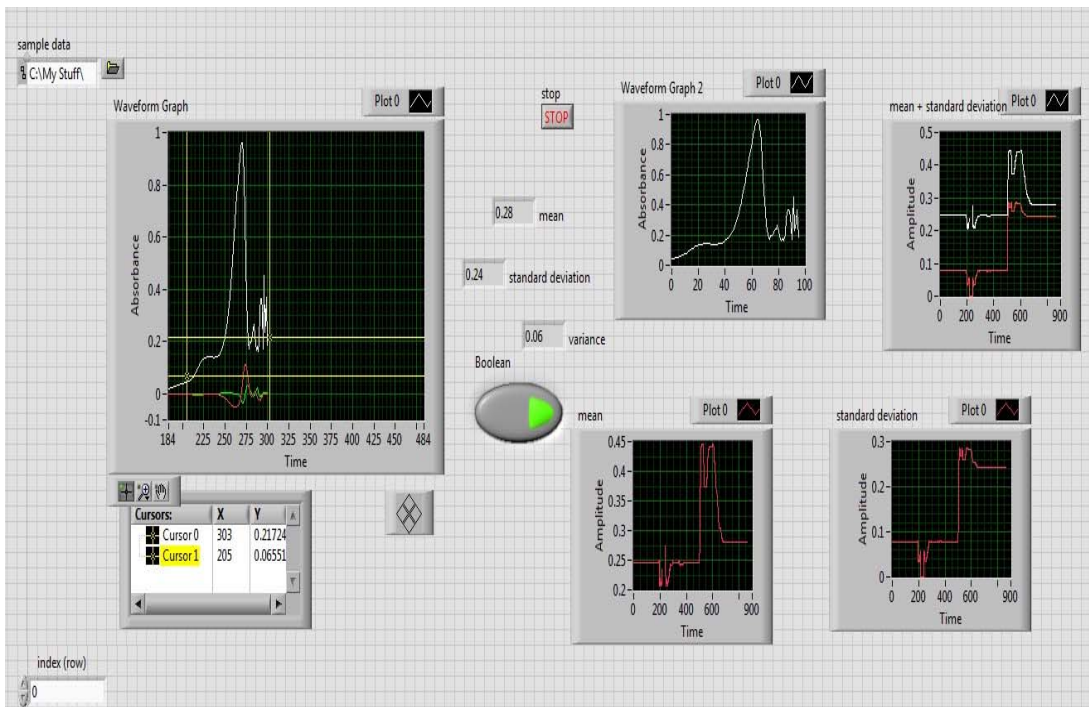 sample data
C:\My Stuff\
Waveform Graph
Plot 0
Absorbance
1
0.8
0.6
0.4
0.2
0
-0.1
184 225 250 275 300 325 350 375 400 425 450 484
Time
Cursors: X Y
Cursor 0 303 0.21724
Cursor 1 205 0.06551
index (row)
0
stop
STOP
0.28 mean
0.24 standard deviation
0.06 variance
Boolean
Waveform Graph 2
Plot 0
Absorbance
1
0.8
0.6
0.4
0.2
0
0 20 40 60 80 100
Time
mean + standard deviation
Plot 0
Amplitude
0.5
0.4
0.3
0.2
0.1
0
0 200 400 600 900
Time
mean
Plot 0
Amplitude
0.45
0.4
0.35
0.3
0.25
0.2
0 200 400 600 900
Time
standard deviation
Plot 0
Amplitude
0.3
0.2
0.1
0
0 200 400 600 900
Time